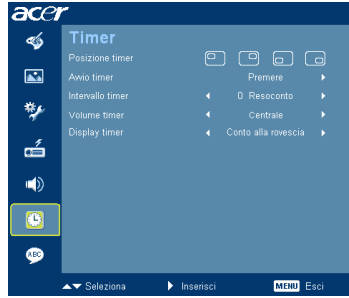 acer
Timer
Posizione timer
Avvio timer Premere
Intervallo timer 0 Resoconto
Volume timer Centrale
Display timer Conto alla rovescia
ABC
Seleziona Inserisci MENU Esci